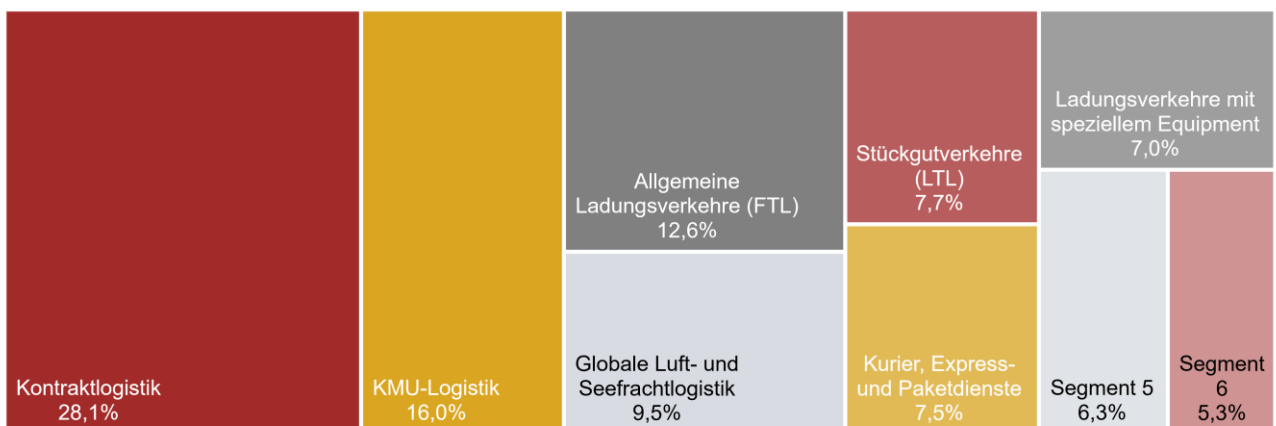 Kontraktlogistik
28,1%
KMU-Logistik
16,0%
Allgemeine
Ladungsverkehre (FTL)
12,6%
Globale Luft- und
Seefrachtlogistik
9,5%
Stückgutverkehre
(LTL)
7,7%
Kurier, Express-
und Paketdienste
7,5%
Ladungsverkehre mit
speziellem Equipment
7,0%
Segment 5
6,3%
Segment
6
5,3%